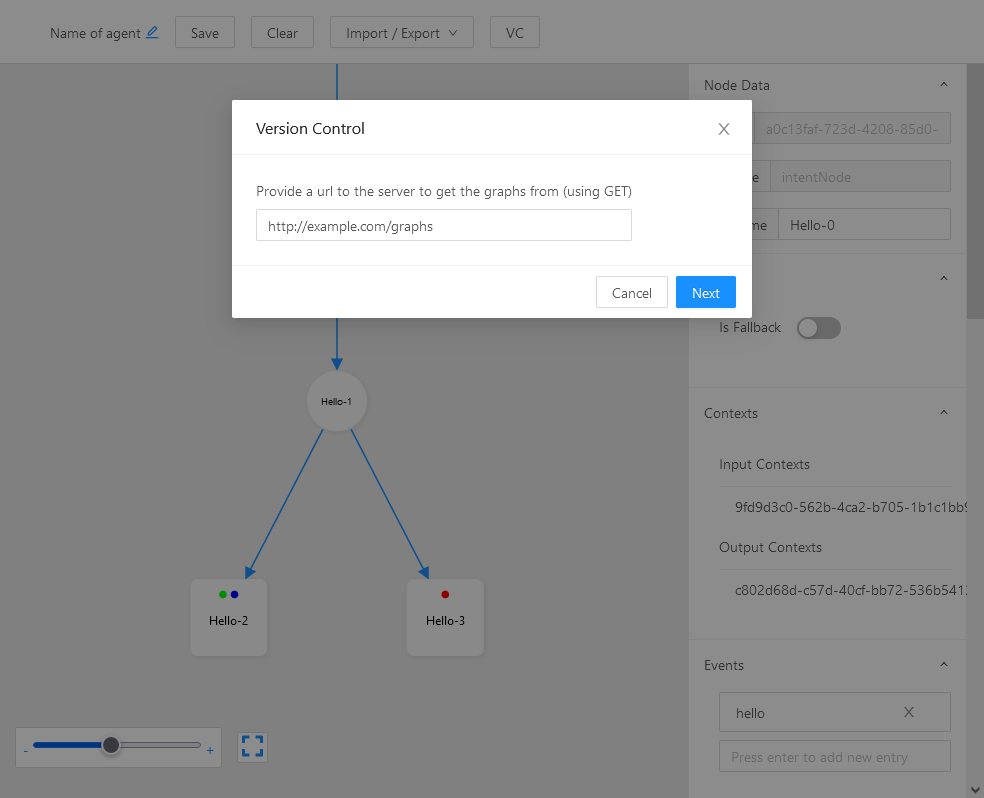 Name of agent
Save
Clear
Import / Export
VC
Node Data
Version Control
a0c13faf-723d-4208-85d0-
intentNode
Provide a url to the server to get the graphs from (using GET)
http://example.com/graphs
Hello-0
Cancel
Next
Is Fallback
Hello-1
Contexts
Input Contexts
9fd9d3c0-562b-4ca2-b705-1b1c1bb9
Output Contexts
c802d68d-c57d-40cf-bb72-536b541
Hello-2
Hello-3
Events
hello
Press enter to add new entry
-
+